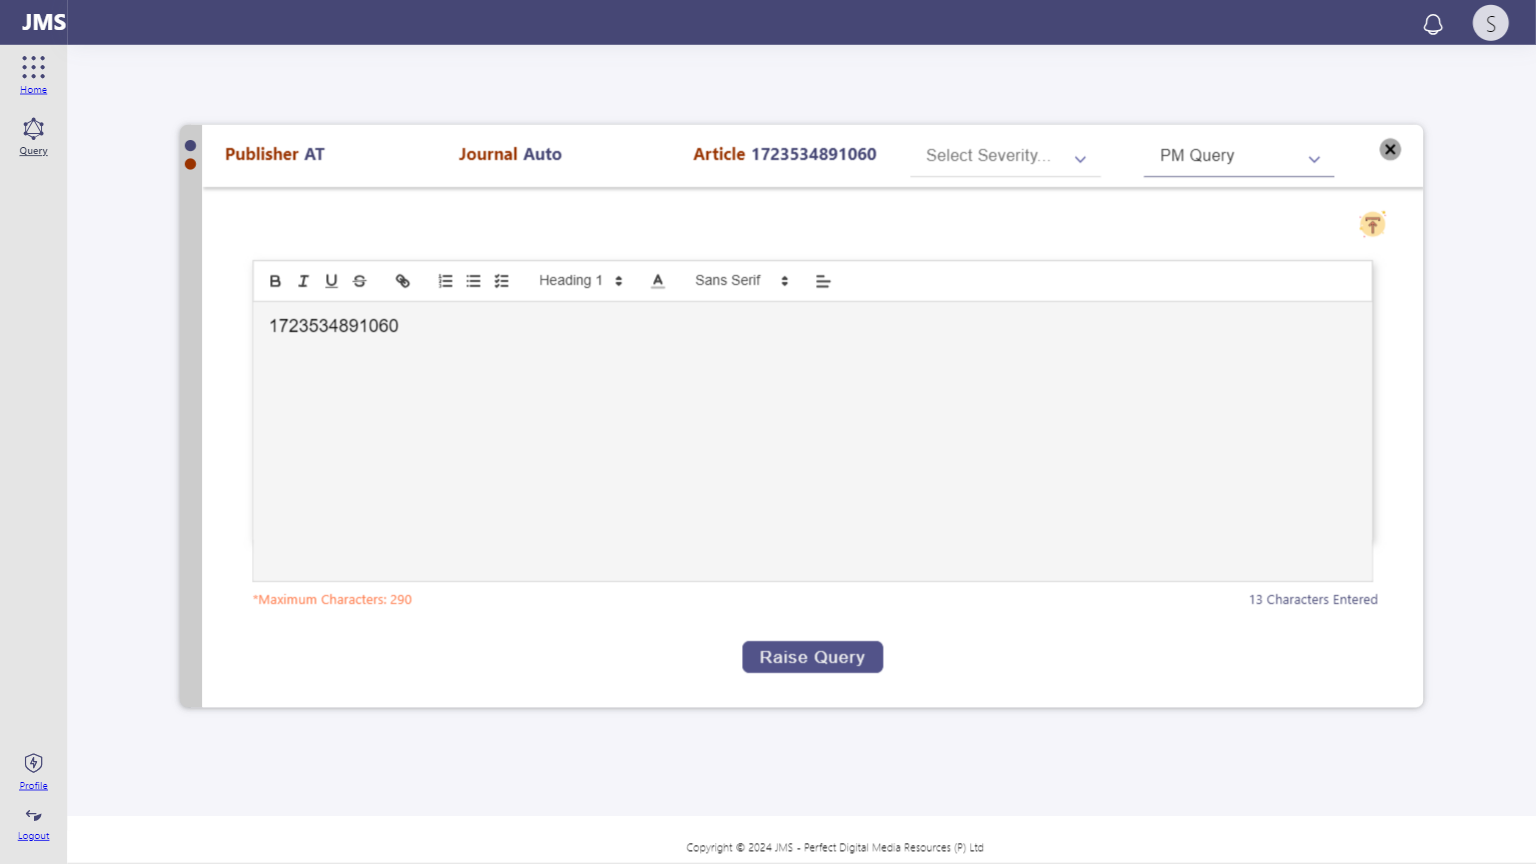 JMS
S
Home
Query
Publisher AT
Journal Auto
Article 1723534891060
Select Severity...
PM Query
B I U S
Heading 1
A
Sans Serif
1723534891060
*Maximum Characters: 290
13 Characters Entered
Raise Query
Profile
Logout
Copyright © 2024 JMS - Perfect Digital Media Resources (P) Ltd